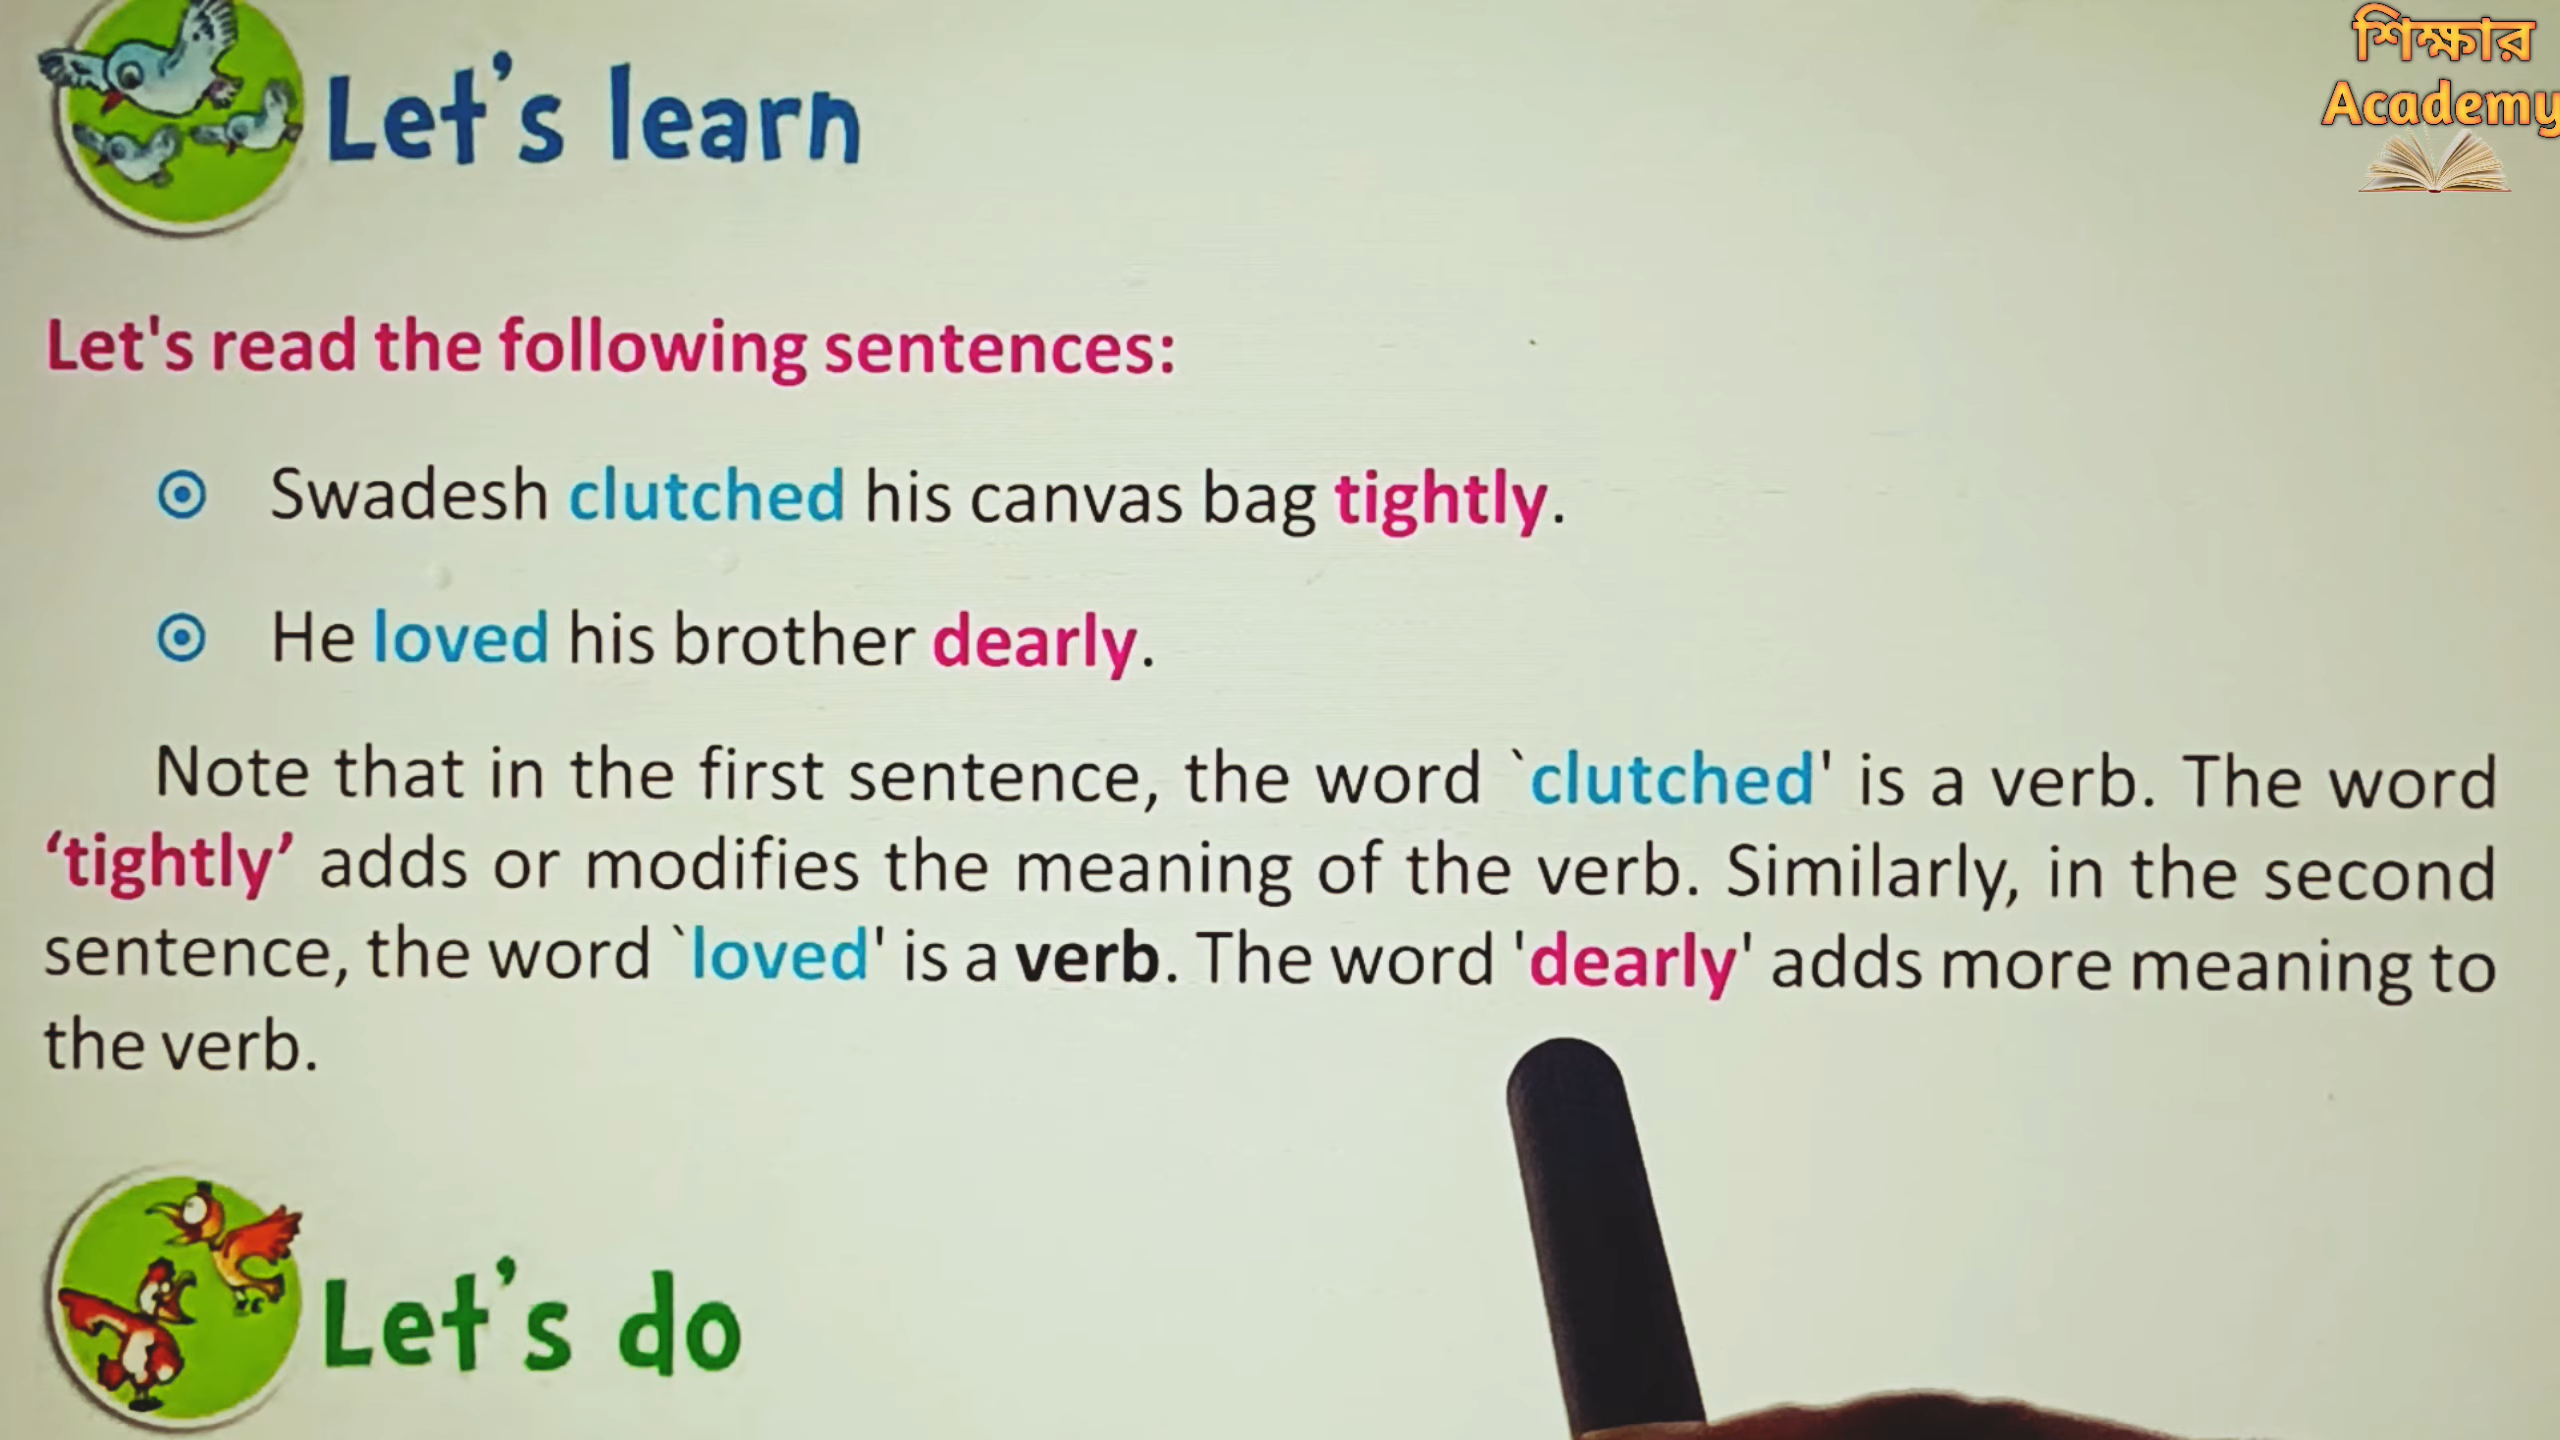 শিক্ষার
Academy
Let's learn
Let's read the following sentences:
Swadesh clutched his canvas bag tightly.
He loved his brother dearly.
Note that in the first sentence, the word `clutched' is a verb. The word
‘tightly’ adds or modifies the meaning of the verb. Similarly, in the second
sentence, the word `loved' is a verb. The word 'dearly' adds more meaning to
the verb.
Let's do